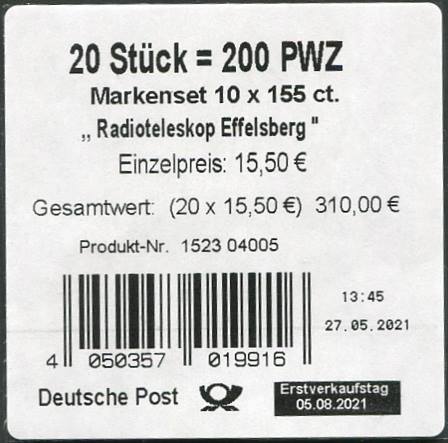 20 Stück = 200 PWZ
Markenset 10 x 155 ct.
„ Radioteleskop Effelsberg "
Einzelpreis: 15,50 €
Gesamtwert: (20 x 15,50 €) 310,00 €
Produkt-Nr. 1523 04005
13:45
27.05.2021
4 050357 019916
Deutsche Post
Erstverkaufstag
05.08.2021